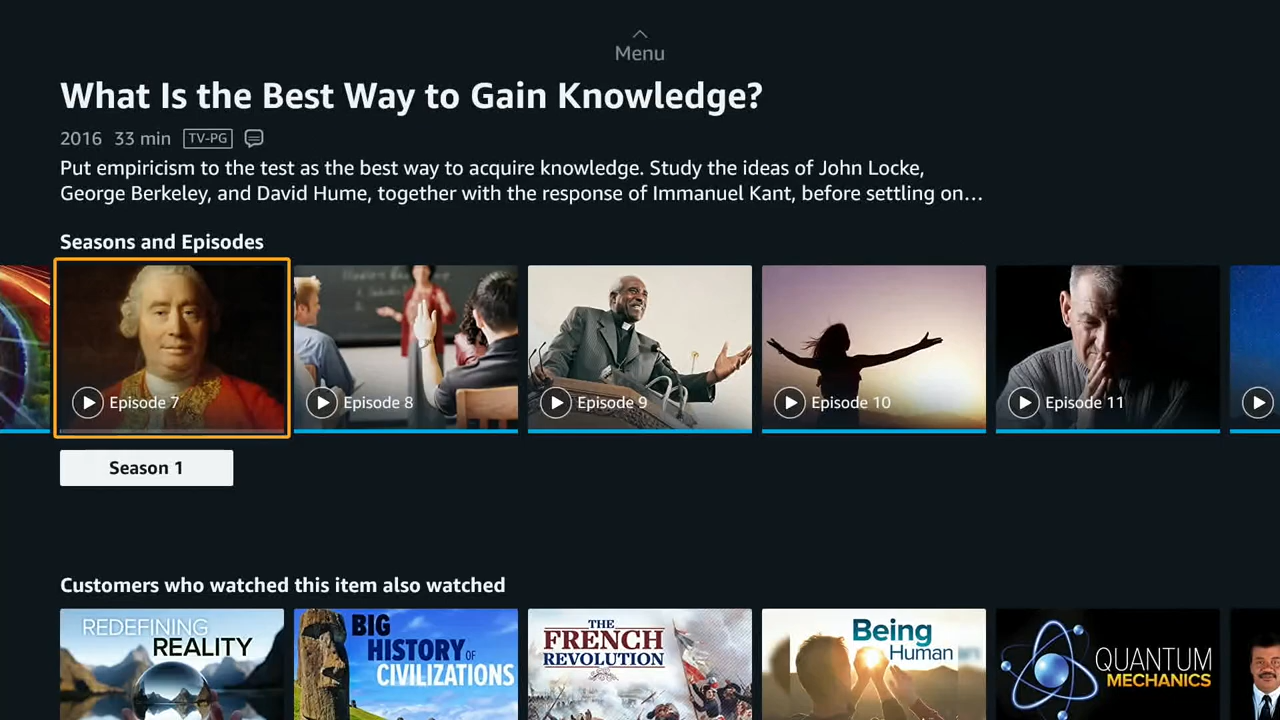 Menu
What Is the Best Way to Gain Knowledge?
2016 33 min TV-PG
Put empiricism to the test as the best way to acquire knowledge. Study the ideas of John Locke,
George Berkeley, and David Hume, together with the response of Immanuel Kant, before settling on...
Seasons and Episodes
Episode 7
Episode 8
Episode 9
Episode 10
Episode 11
Season 1
Customers who watched this item also watched
REDEFINING
REALITY
BIG
HISTORY OF
CIVILIZATIONS
THE
FRENCH
REVOLUTION
Being
Human
QUANTUM
MECHANICS